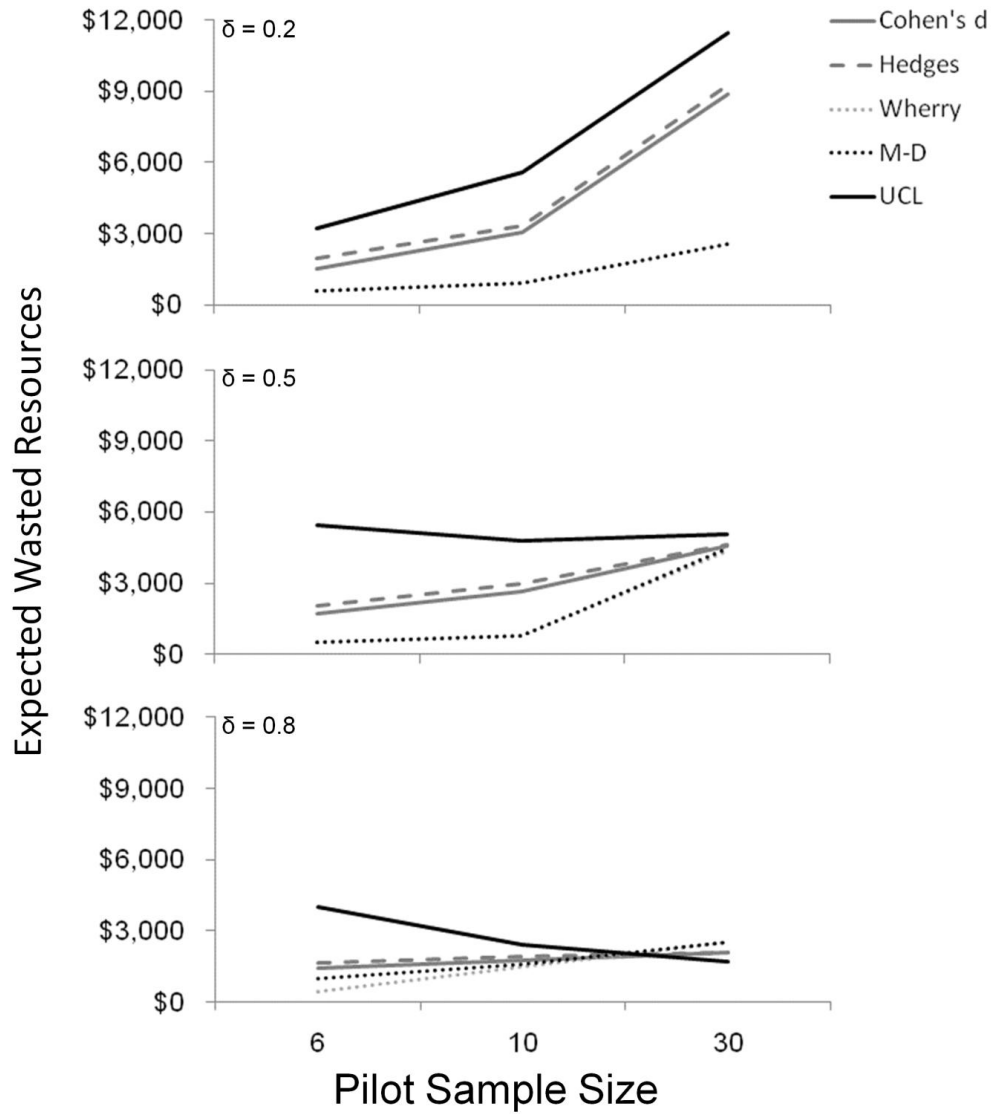 $12,000
δ = 0.2
$9,000
$6,000
$3,000
$0
Cohen's d
Hedges
Wherry
M-D
UCL
Expected Wasted Resources
$12,000
δ = 0.5
$9,000
$6,000
$3,000
$0
$12,000
δ = 0.8
$9,000
$6,000
$3,000
$0
6 10 30
Pilot Sample Size